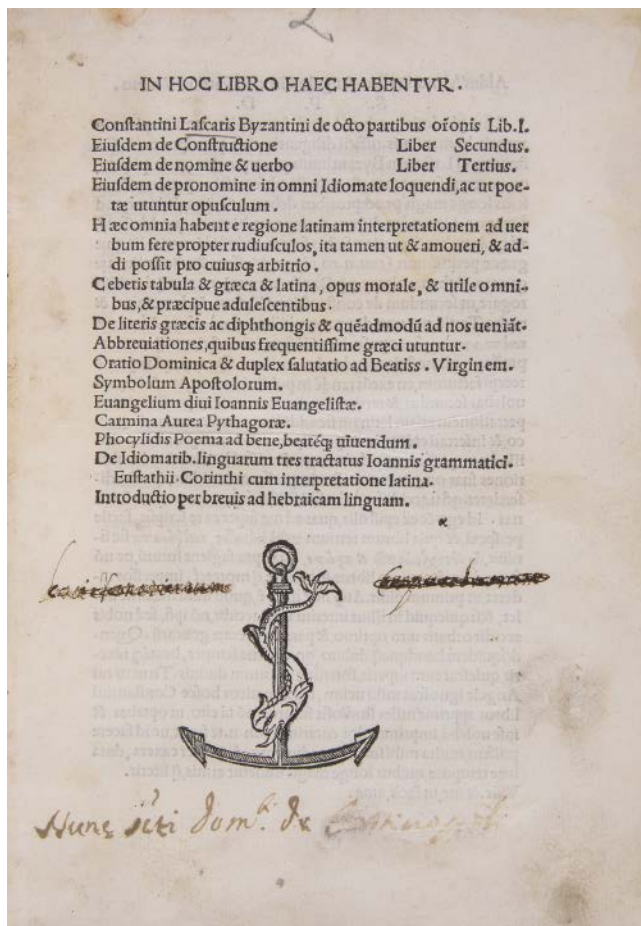 IN HOC LIBRO HAEC HABENTVR.
Conſtantini Laſcaris Byzantini de octo partibus or̃onis Lib.I.
Eiuſdem de Conſtructione Liber Secundus.
Eiuſdem de nomine & uerbo Liber Tertius.
Eiuſdem de pronomine in omni Idiomate loquendi, ac ut poe-
tæ utuntur opuſculum.
Hæc omnia habent e regione latinam interpretationem ad uer
bum fere propter rudiuſculos, ita tamen ut & amoueri, & ad-
di poſſit pro cuiusq; arbitrio.
Cebetis tabula & græca & latina, opus morale, & utile omni-
bus, & præcipue aduleſcentibus.
De literis græcis ac diphthongis & quẽadmodũ ad nos ueniãt.
Abbreuiationes, quibus frequentiſſime græci utuntur.
Oratio Dominica & duplex ſalutatio ad Beatiss. Virginem.
Symbolum Apoſtolorum.
Euangelium diui Ioannis Euangeliſtæ.
Carmina Aurea Pythagoræ.
Phocylidis Poema ad bene, beatéq; uiuendum.
De Idiomatib. linguarum tres tractatus Ioannis grammatici.
Euſtathii. Corinthi cum interpretatione latina.
Introductio per breuis ad hebraicam linguam.
Nunc